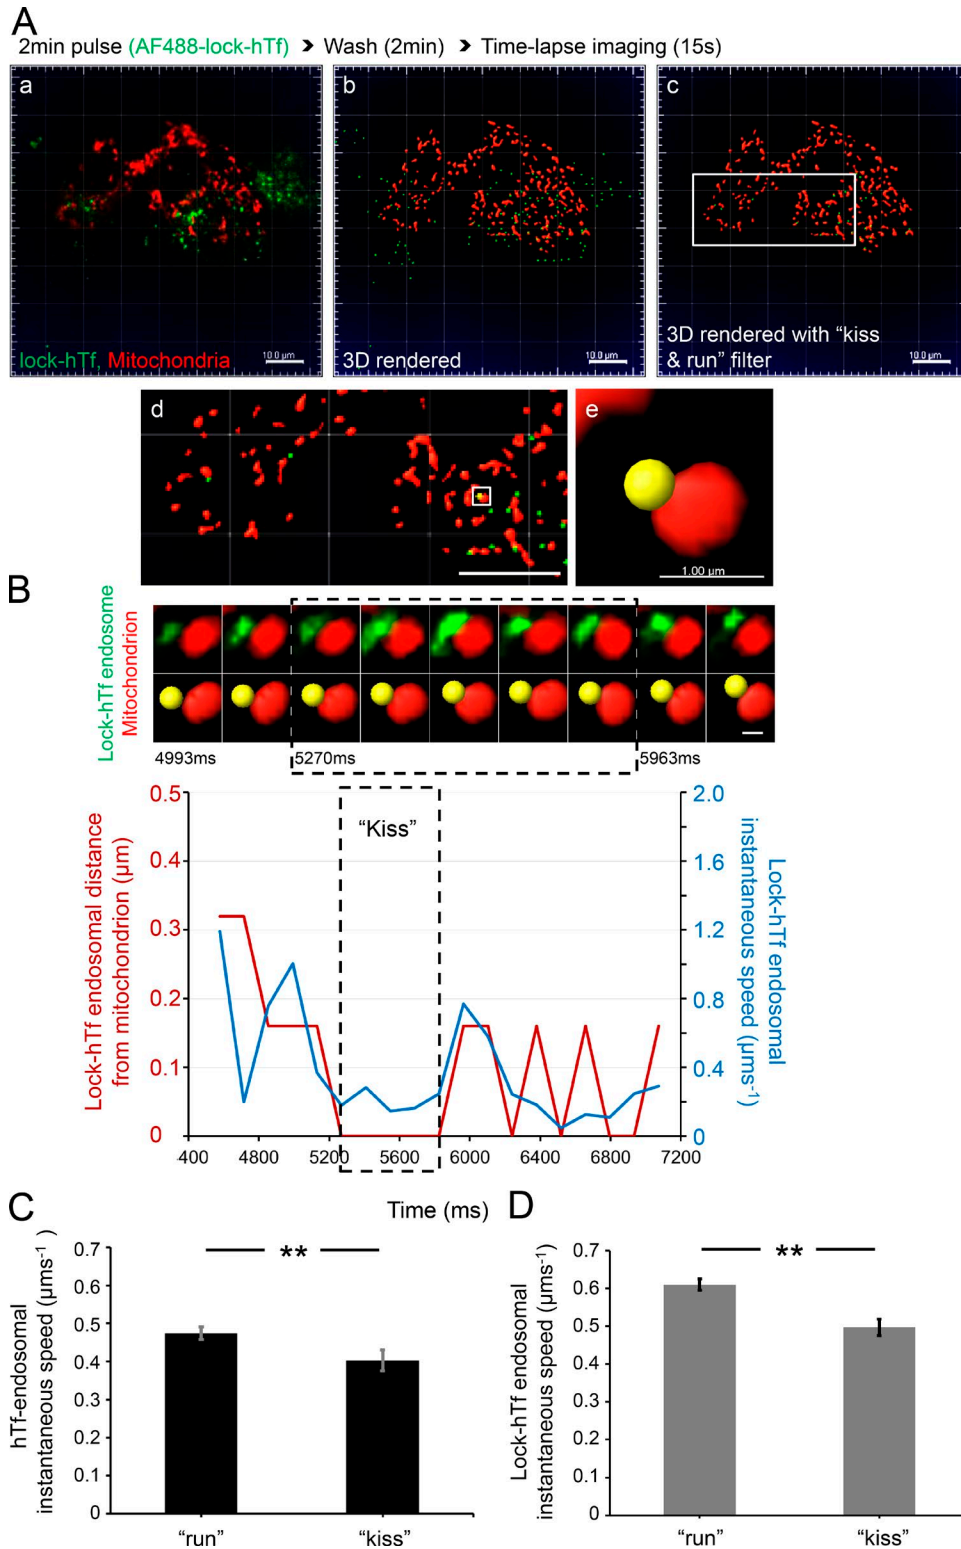 A
2min pulse (AF488-lock-hTf) > Wash (2min) > Time-lapse imaging (15s)
a
b
c
lock-hTf, Mitochondria
10.0 µm
3D rendered
10.0 µm
3D rendered with “kiss
& run” filter
10.0 µm
d
e
1.00 µm
B
Lock-hTf endosome
Mitochondrion
4993ms
5270ms
5963ms
Lock-hTf endosomal distance
from mitochondrion (µm)
0.5
0.4
0.3
0.2
0.1
0
“Kiss”
2.0
1.6
1.2
0.8
0.4
0
Lock-hTf endosomal
instantaneous speed (µms-1)
400 4800 5200 5600 6000 6400 6800 7200
Time (ms)
C
hTf-endosomal
instantaneous speed (µms-1)
0.7
0.6
0.5
0.4
0.3
0.2
0.1
0
**
“run” “kiss”
D
Lock-hTf endosomal
instantaneous speed (µms-1)
0.7
0.6
0.5
0.4
0.3
0.2
0.1
0
**
“run” “kiss”